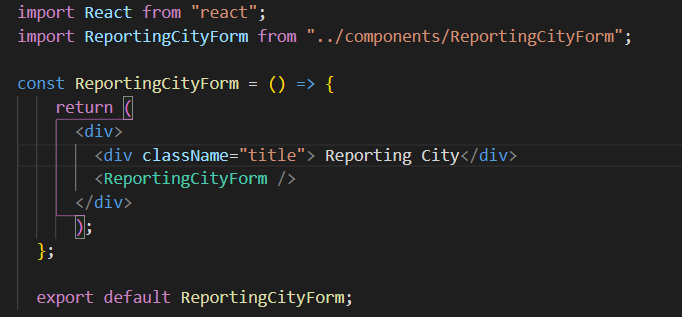 import React from "react";
import ReportingCityForm from "../components/ReportingCityForm";
const ReportingCityForm = () => {
return (
<div>
<div className="title"> Reporting City</div>
<ReportingCityForm />
</div>
);
};
export default ReportingCityForm;